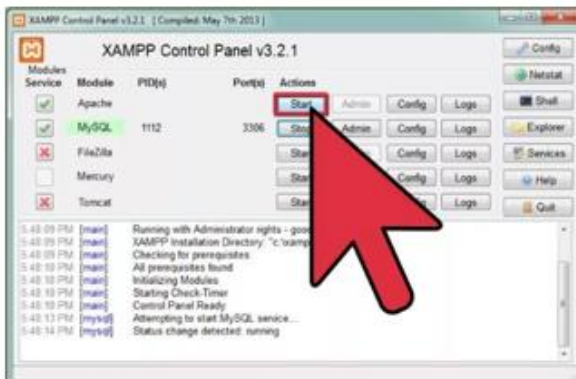 XAMPP Control Panel v3.2.1 [ Compiled: May 7th 2013 ]
XAMPP Control Panel v3.2.1
Config
Modules
Service Module PID(s) Port(s) Actions
Netstat
Apache Start Admin Config Logs Shell
MySQL 1112 3306 Stop Admin Config Logs Explorer
FileZilla Config Logs Services
Mercury Config Logs Help
Tomcat Config Logs Quit
[main] Running with Administrator rights
5:48:09 PM [main] XAMPP Installation Directory: "c:\xamp
5:48:09 PM [main] Checking for prerequisites
5:48:10 PM [main] All prerequisites found
5:48:10 PM [main] Initializing Modules
5:48:10 PM [main] Starting Check-Timer
5:48:10 PM [main] Control Panel Ready
5:48:13 PM [mysql] Attempting to start MySQL service...
5:48:14 PM [mysql] Status change detected: running